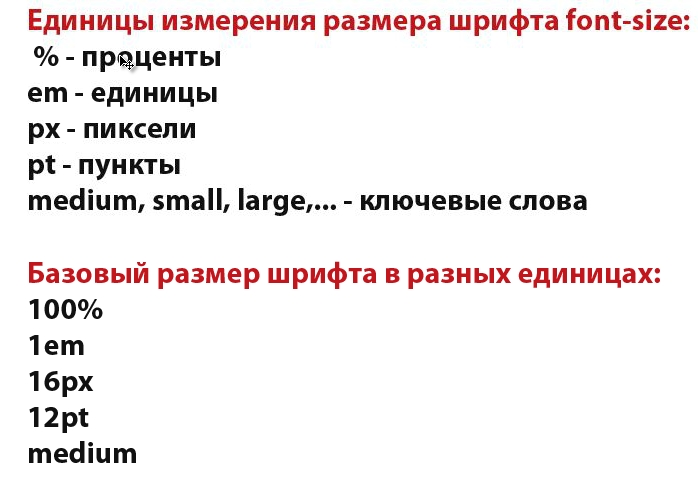 Единицы измерения размера шрифта font-size:
% - проценты
em - единицы
px - пиксели
pt - пункты
medium, small, large,... - ключевые слова
Базовый размер шрифта в разных единицах:
100%
1em
16px
12pt
medium